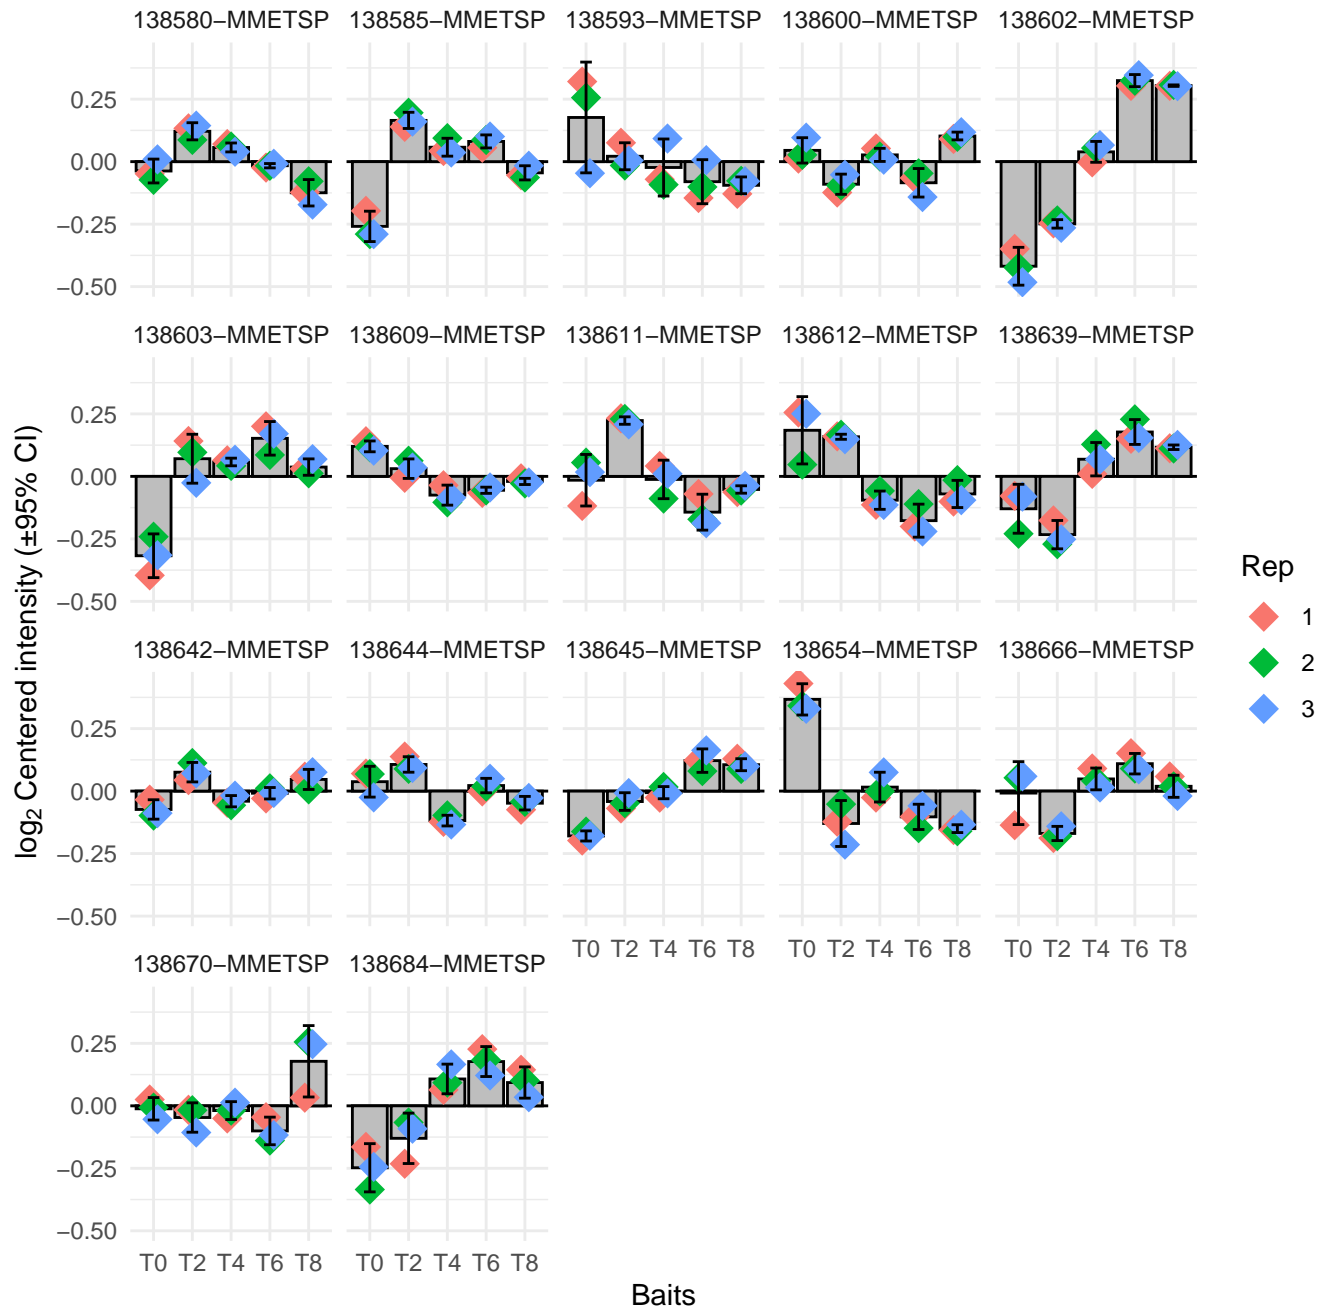 138580−MMETSP 138585−MMETSP 138593−MMETSP 138600−MMETSP 138602−MMETSP
0.25
0.00
−0.25
−0.50
138603−MMETSP 138609−MMETSP 138611−MMETSP 138612−MMETSP 138639−MMETSP
0.25
0.00
−0.25
−0.50
138642−MMETSP 138644−MMETSP 138645−MMETSP 138654−MMETSP 138666−MMETSP
0.25
0.00
−0.25
−0.50
T0 T2 T4 T6 T8 T0 T2 T4 T6 T8 T0 T2 T4 T6 T8
138670−MMETSP 138684−MMETSP
0.25
0.00
−0.25
−0.50
T0 T2 T4 T6 T8 T0 T2 T4 T6 T8
Baits
log₂ Centered intensity (±95% CI)
Rep
1
2
3